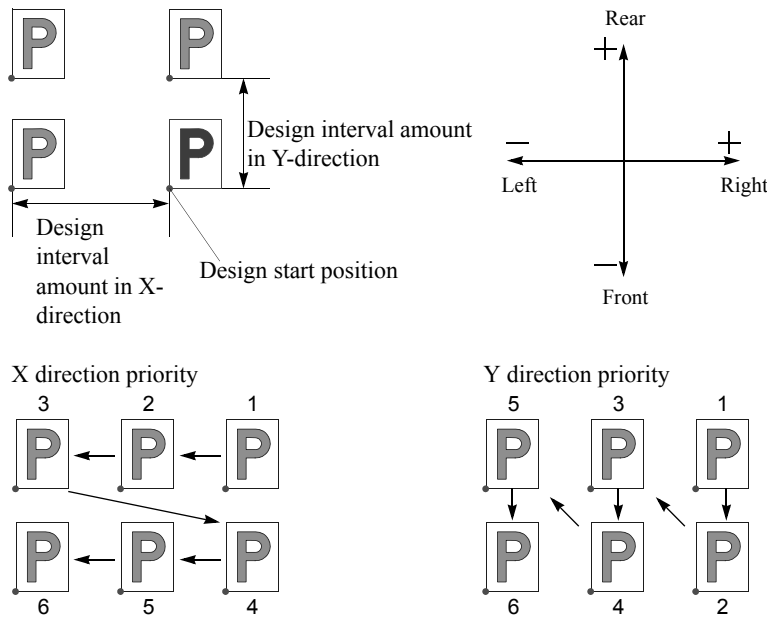 P P
Design interval amount
in Y-direction
P P
Design
interval
amount in X-
direction
Design start position
Rear
+
− +
Left Right
−
Front
X direction priority
3 2 1
P P P
P P P
6 5 4
Y direction priority
5 3 1
P P P
P P P
6 4 2